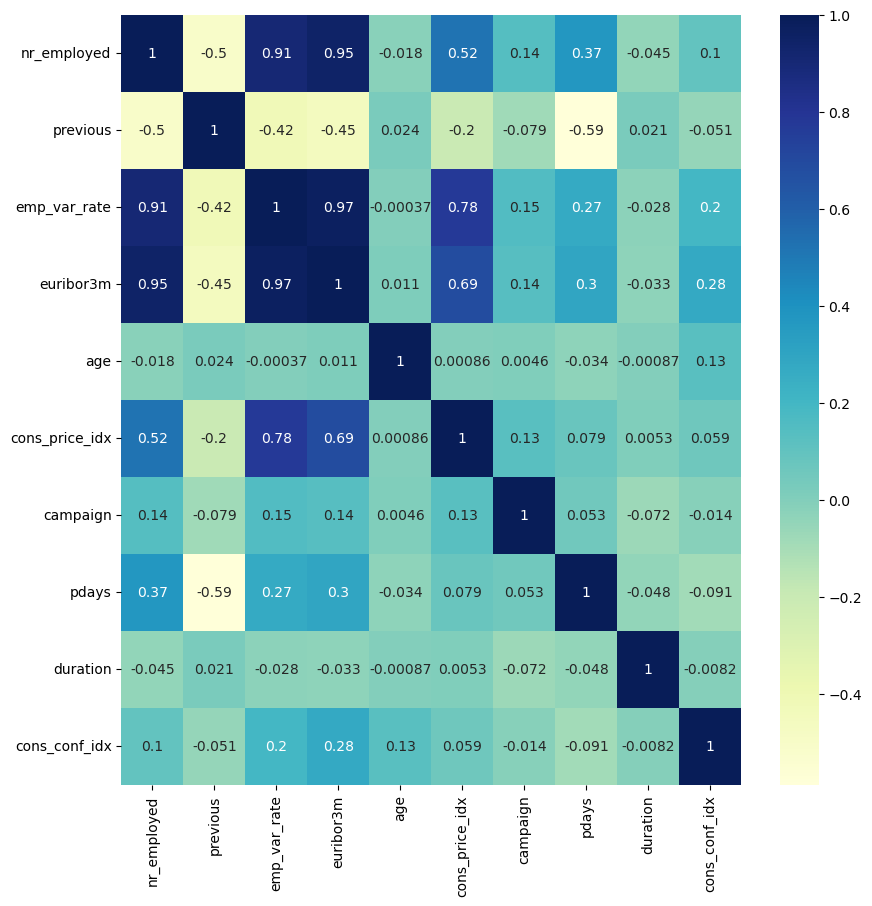 nr_employed 1 -0.5 0.91 0.95 -0.018 0.52 0.14 0.37 -0.045 0.1
previous -0.5 1 -0.42 -0.45 0.024 -0.2 -0.079 -0.59 0.021 -0.051
emp_var_rate 0.91 -0.42 1 0.97 -0.00037 0.78 0.15 0.27 -0.028 0.2
euribor3m 0.95 -0.45 0.97 1 0.011 0.69 0.14 0.3 -0.033 0.28
age -0.018 0.024 -0.00037 0.011 1 0.00086 0.0046 -0.034 -0.00087 0.13
cons_price_idx 0.52 -0.2 0.78 0.69 0.00086 1 0.13 0.079 0.0053 0.059
campaign 0.14 -0.079 0.15 0.14 0.0046 0.13 1 0.053 -0.072 -0.014
pdays 0.37 -0.59 0.27 0.3 -0.034 0.079 0.053 1 -0.048 -0.091
duration -0.045 0.021 -0.028 -0.033 -0.00087 0.0053 -0.072 -0.048 1 -0.0082
cons_conf_idx 0.1 -0.051 0.2 0.28 0.13 0.059 -0.014 -0.091 -0.0082 1
nr_employed
previous
emp_var_rate
euribor3m
age
cons_price_idx
campaign
pdays
duration
cons_conf_idx
1.0
0.8
0.6
0.4
0.2
0.0
−0.2
−0.4